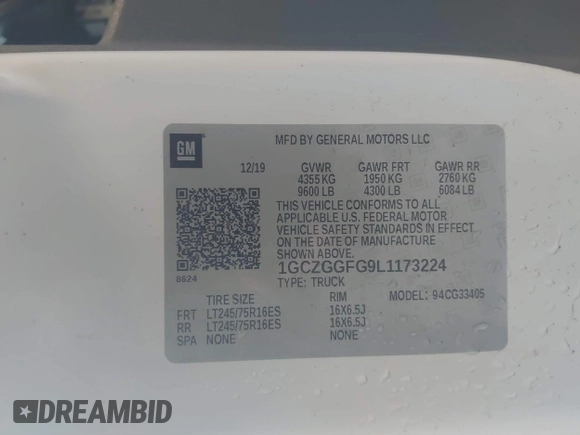 GM
MFD BY GENERAL MOTORS LLC
12/19 GVWR GAWR FRT GAWR RR
4355 KG 1950 KG 2760 KG
9600 LB 4300 LB 6084 LB
THIS VEHICLE CONFORMS TO ALL
APPLICABLE U.S. FEDERAL MOTOR
VEHICLE SAFETY STANDARDS IN EFFECT
ON THE DATE OF MANUFACTURE
8624
1GCZGGFG9L1173224
TYPE: TRUCK
TIRE SIZE RIM MODEL: 94CG33405
FRT LT245/75R16ES 16X6.5J
RR LT245/75R16ES 16X6.5J
SPA NONE NONE
DREAMBID